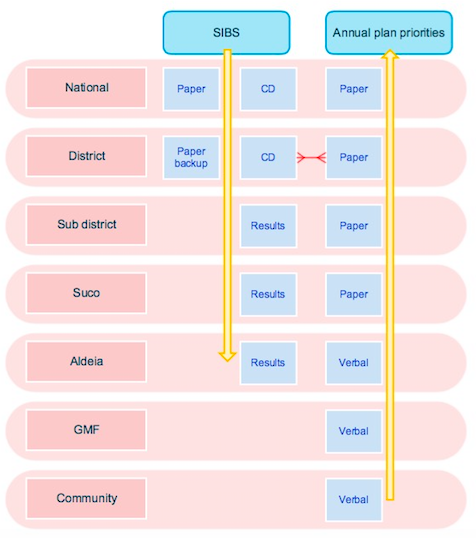 SIBS
Annual plan priorities
National
Paper
CD
Paper
District
Paper
backup
CD
Paper
Sub district
Results
Paper
Suco
Results
Paper
Aldeia
Results
Verbal
GMF
Verbal
Community
Verbal